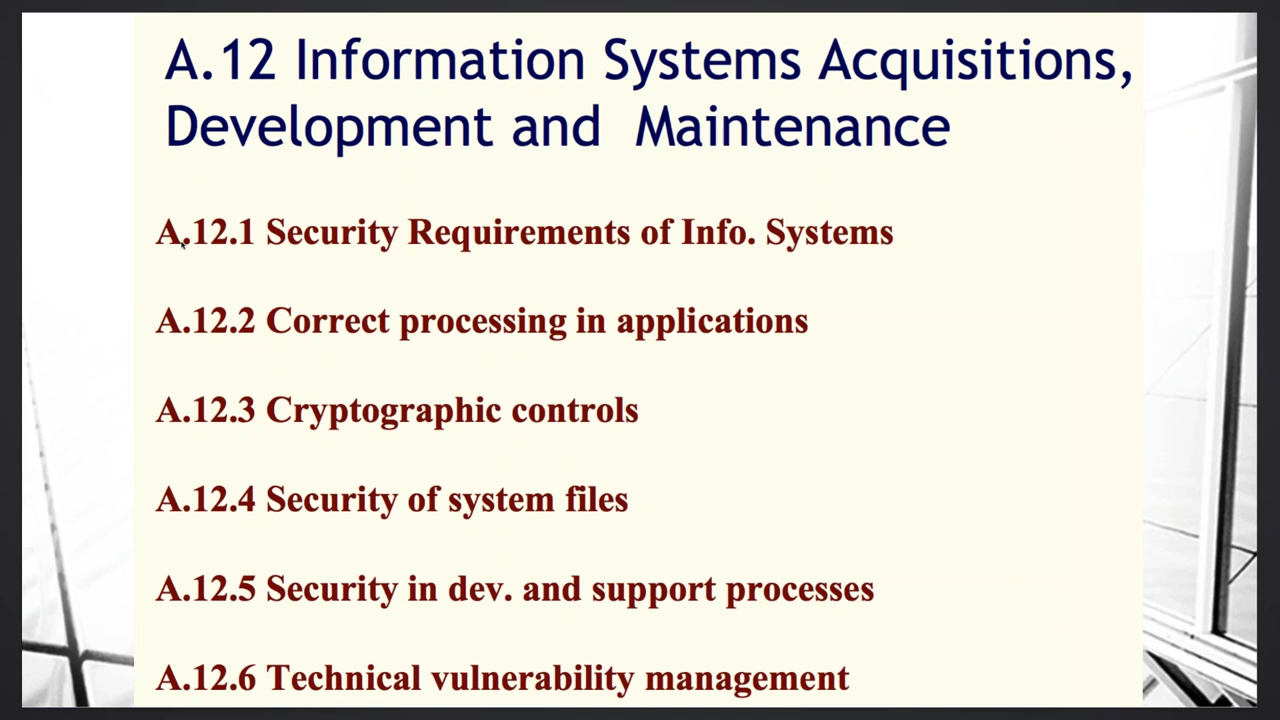 A.12 Information Systems Acquisitions,
Development and Maintenance
A.12.1 Security Requirements of Info. Systems
A.12.2 Correct processing in applications
A.12.3 Cryptographic controls
A.12.4 Security of system files
A.12.5 Security in dev. and support processes
A.12.6 Technical vulnerability management